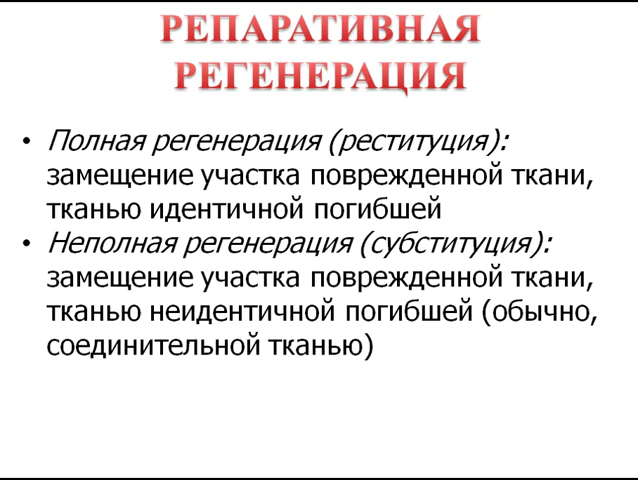 РЕПАРАТИВНАЯ
РЕГЕНЕРАЦИЯ
• Полная регенерация (реституция):
замещение участка поврежденной ткани,
тканью идентичной погибшей
• Неполная регенерация (субституция):
замещение участка поврежденной ткани,
тканью неидентичной погибшей (обычно,
соединительной тканью)